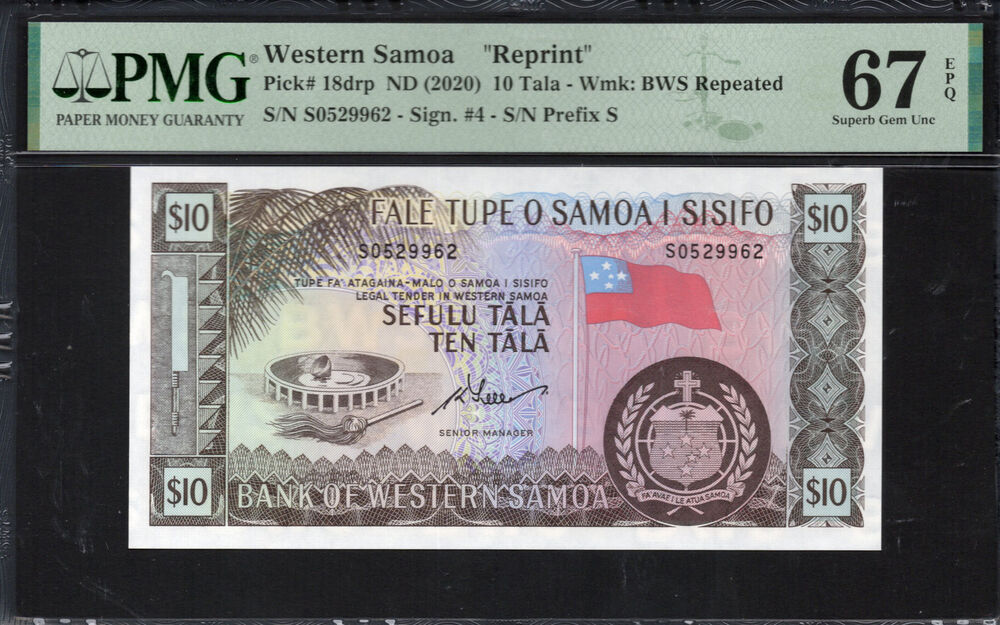 PMG®
PAPER MONEY GUARANTY
Western Samoa "Reprint"
Pick# 18drp ND (2020) 10 Tala - Wmk: BWS Repeated
S/N S0529962 - Sign. #4 - S/N Prefix S
67
EPQ
Superb Gem Unc
$10
FALE TUPE O SAMOA I SISIFO
$10
S0529962
S0529962
TUPE FA'ATAGAINA-MALO O SAMOA I SISIFO
LEGAL TENDER IN WESTERN SAMOA
SEFULU TĀLĀ
TEN TĀLĀ
SENIOR MANAGER
FA'AVAE I LE ATUA SAMOA
$10
BANK OF WESTERN SAMOA
$10